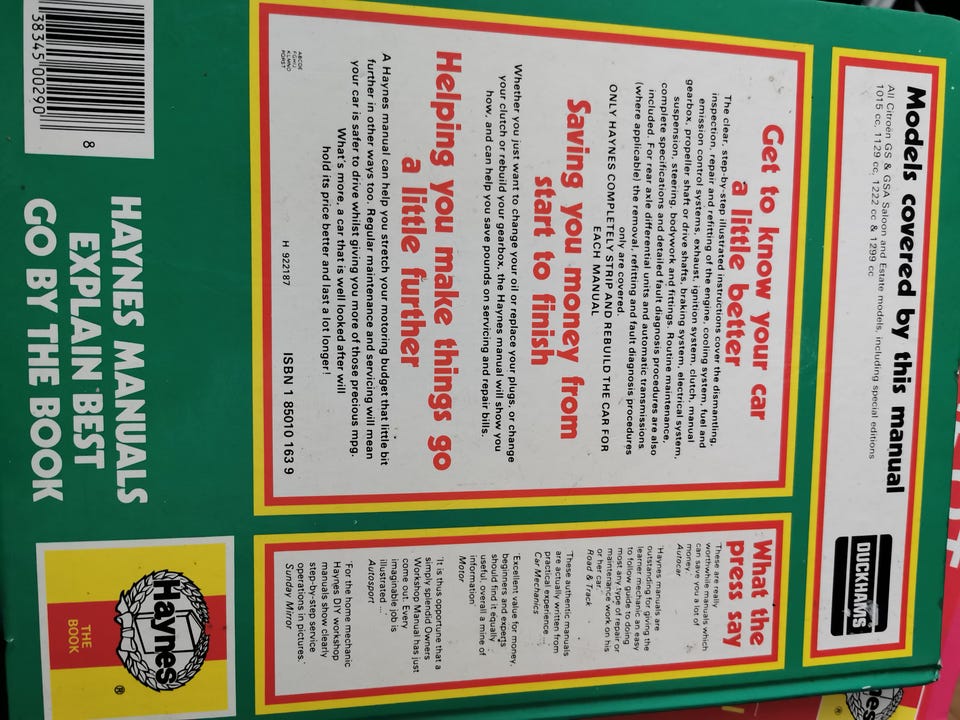 Models covered by this manual
All Citroën GS & GSA Saloon and Estate models, including special editions
1015 cc, 1129 cc, 1222 cc & 1299 cc
DUCKHAMS
Get to know your car
a little better
The clear, step-by-step illustrated instructions cover the dismantling,
inspection, repair and refitting of the engine, cooling system, fuel and
emission control systems, exhaust, ignition system, clutch, manual
gearbox, propeller shaft or drive shafts, braking system, electrical system,
suspension, steering, bodywork and fittings. Routine maintenance,
complete specifications and detailed fault diagnosis procedures are also
included. For rear axle differential units and automatic transmissions
(where applicable) the removal, refitting and fault diagnosis procedures
only are covered.
ONLY HAYNES COMPLETELY STRIP AND REBUILD THE CAR FOR
EACH MANUAL
Saving you money from
start to finish
Whether you just want to change your oil or replace your plugs, or change
your clutch or rebuild your gearbox, the Haynes manual will show you
how, and can help you save pounds on servicing and repair bills.
Helping you make things go
a little further
A Haynes manual can help you stretch your motoring budget that little bit
further in other ways too. Regular maintenance and servicing will mean
your car is safer to drive whilst giving you more of those precious mpg.
What's more, a car that is well looked after will
hold its price better and last a lot longer!
ABCDE
FGHIJ
KLMNO
PQRST
H 922187
ISBN 1 85010 163 9
What the
press say
'These are really
worthwhile manuals which
can save you a lot of
money.'
Autocar
'Haynes manuals are
outstanding for giving the
learner mechanic an easy
to follow guide to doing
most any type of repair or
maintenance work on his
or her car.'
Road & Track
'These authentic manuals
are actually written from
practical experience ...'
Car Mechanics
'Excellent value for money,
beginners and experts
should find it equally
useful, overall a mine of
information.'
Motor
'It is thus opportune that a
simply splendid Owners
Workshop Manual has just
come out. Every
imaginable job is
illustrated ...'
Autosport
'For the home mechanic
Haynes DIY workshop
manuals show clearly
step-by-step service
operations in pictures.'
Sunday Mirror
38345 00290
8
HAYNES MANUALS
EXPLAIN BEST
GO BY THE BOOK
Haynes
®
THE
BOOK